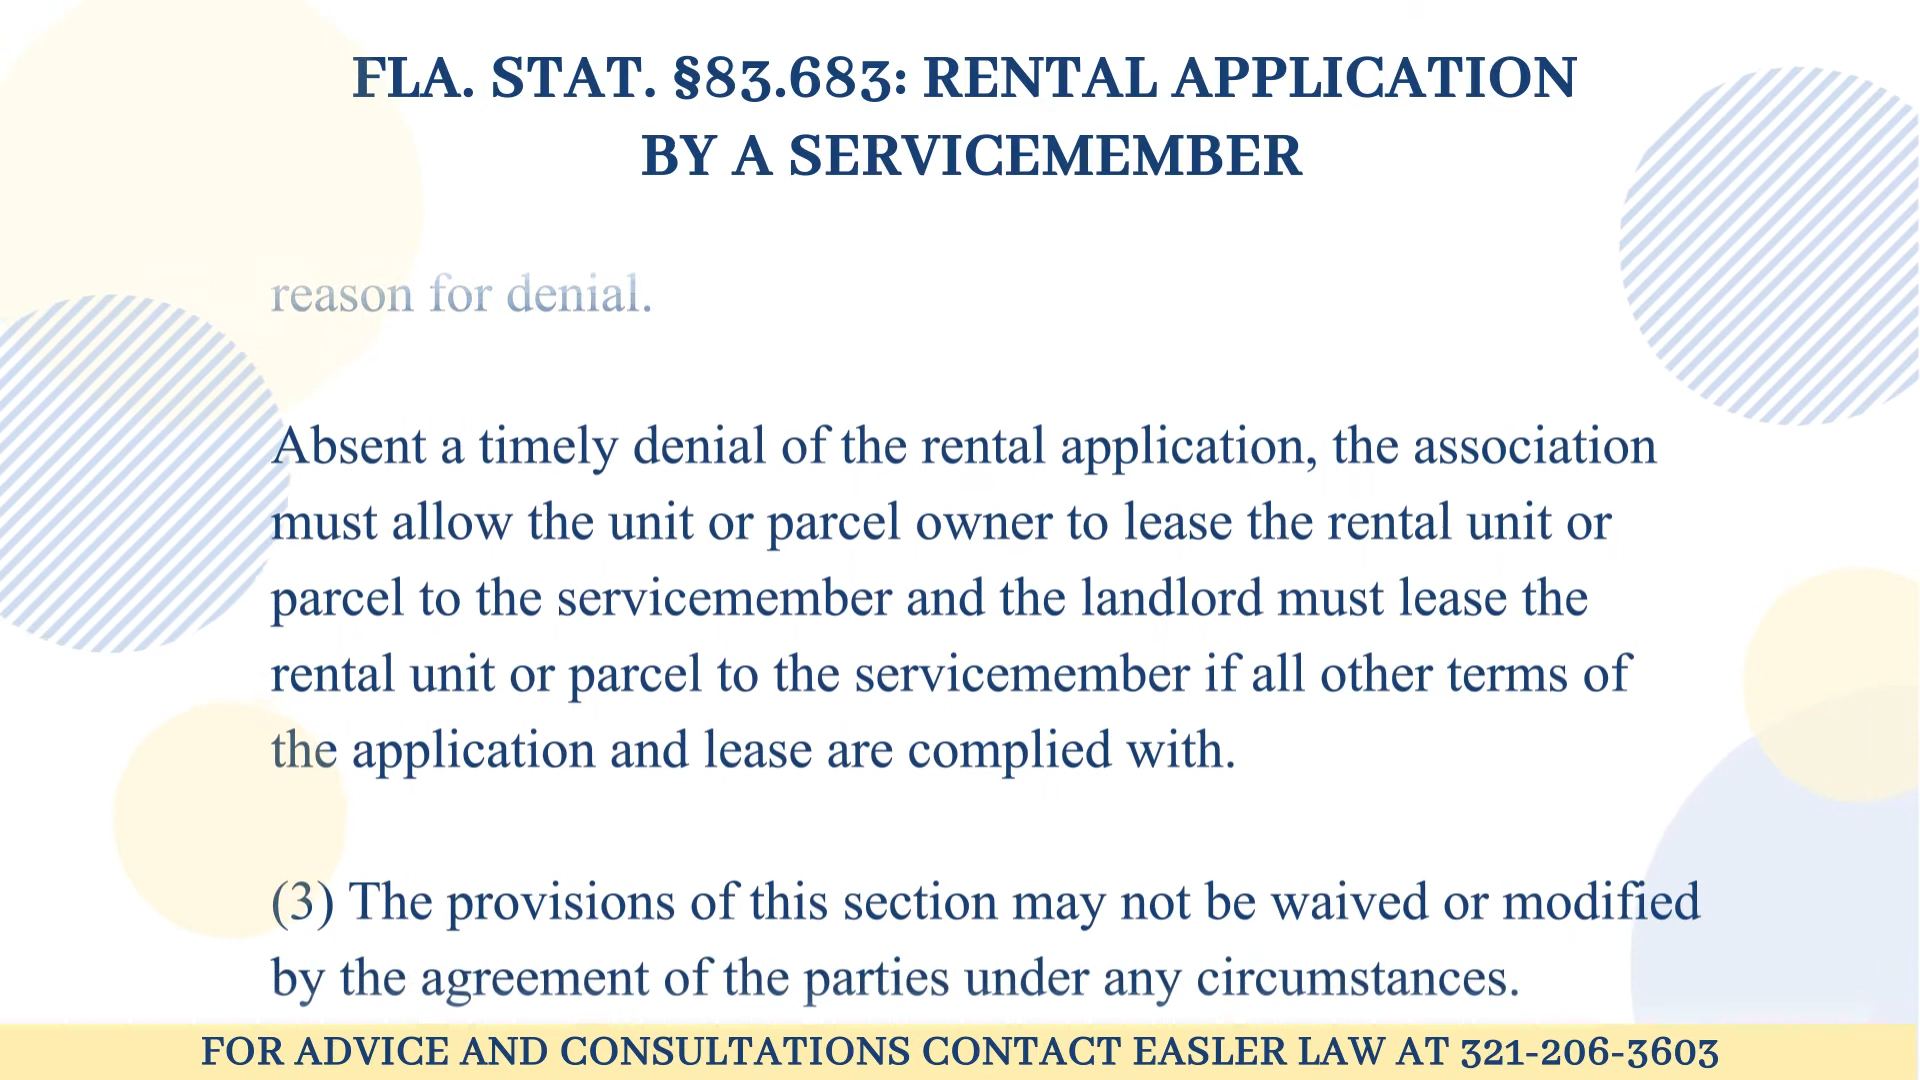 FLA. STAT. §83.683: RENTAL APPLICATION
BY A SERVICEMEMBER
reason for denial.
Absent a timely denial of the rental application, the association
must allow the unit or parcel owner to lease the rental unit or
parcel to the servicemember and the landlord must lease the
rental unit or parcel to the servicemember if all other terms of
the application and lease are complied with.
(3) The provisions of this section may not be waived or modified
by the agreement of the parties under any circumstances.
FOR ADVICE AND CONSULTATIONS CONTACT EASLER LAW AT 321-206-3603